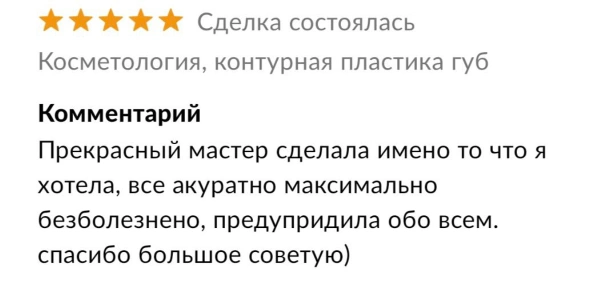 Сделка состоялась
Косметология, контурная пластика губ
Комментарий
Прекрасный мастер сделала имено то что я
хотела, все акуратно максимально
безболезнено, предупридила обо всем.
спасибо большое советую)